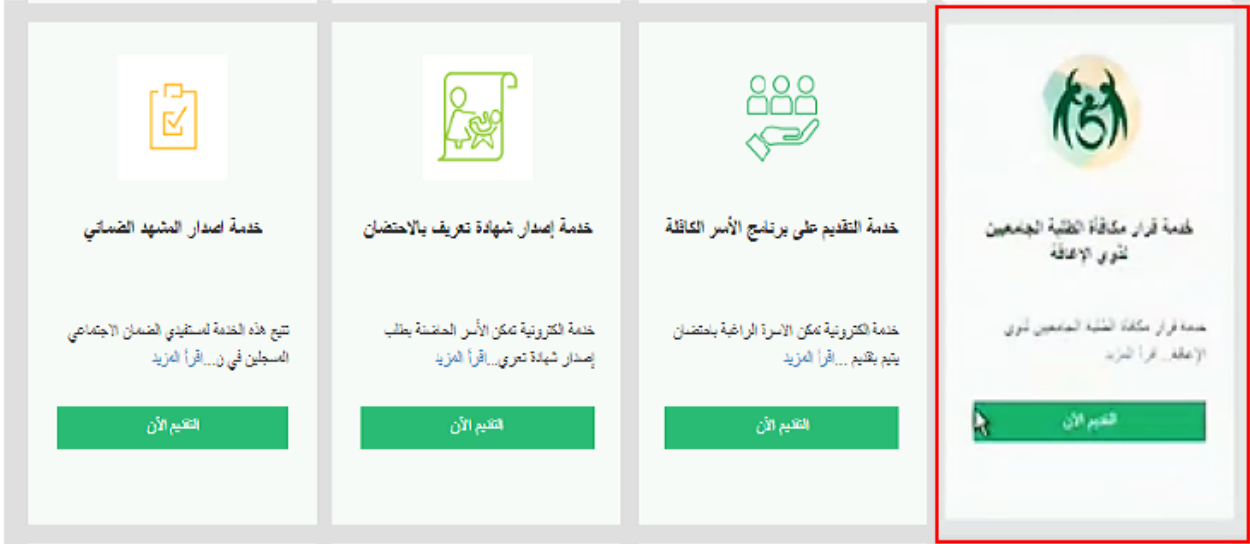 خدمة قرار مكافأة الطلبة الجامعيين
لذوي الإعاقة
خدمة قرار مكافأة الطلبة الجامعيين لذوي
الإعاقة... اقرأ المزيد
التقديم الآن
خدمة التقديم على برنامج الأسر الكافلة
خدمة الكترونية تمكن الاسرة الراغبة باحتضان
يتيم بتقديم ...اقرأ المزيد
التقديم الآن
خدمة إصدار شهادة تعريف بالاحتضان
خدمة الكترونية تمكن الأسر الحاضنة بطلب
إصدار شهادة تعري...اقرأ المزيد
التقديم الآن
خدمة اصدار المشهد الضماني
تتيح هذه الخدمة لمستفيدي الضمان الاجتماعي
المسجلين في ن...اقرأ المزيد
التقديم الآن